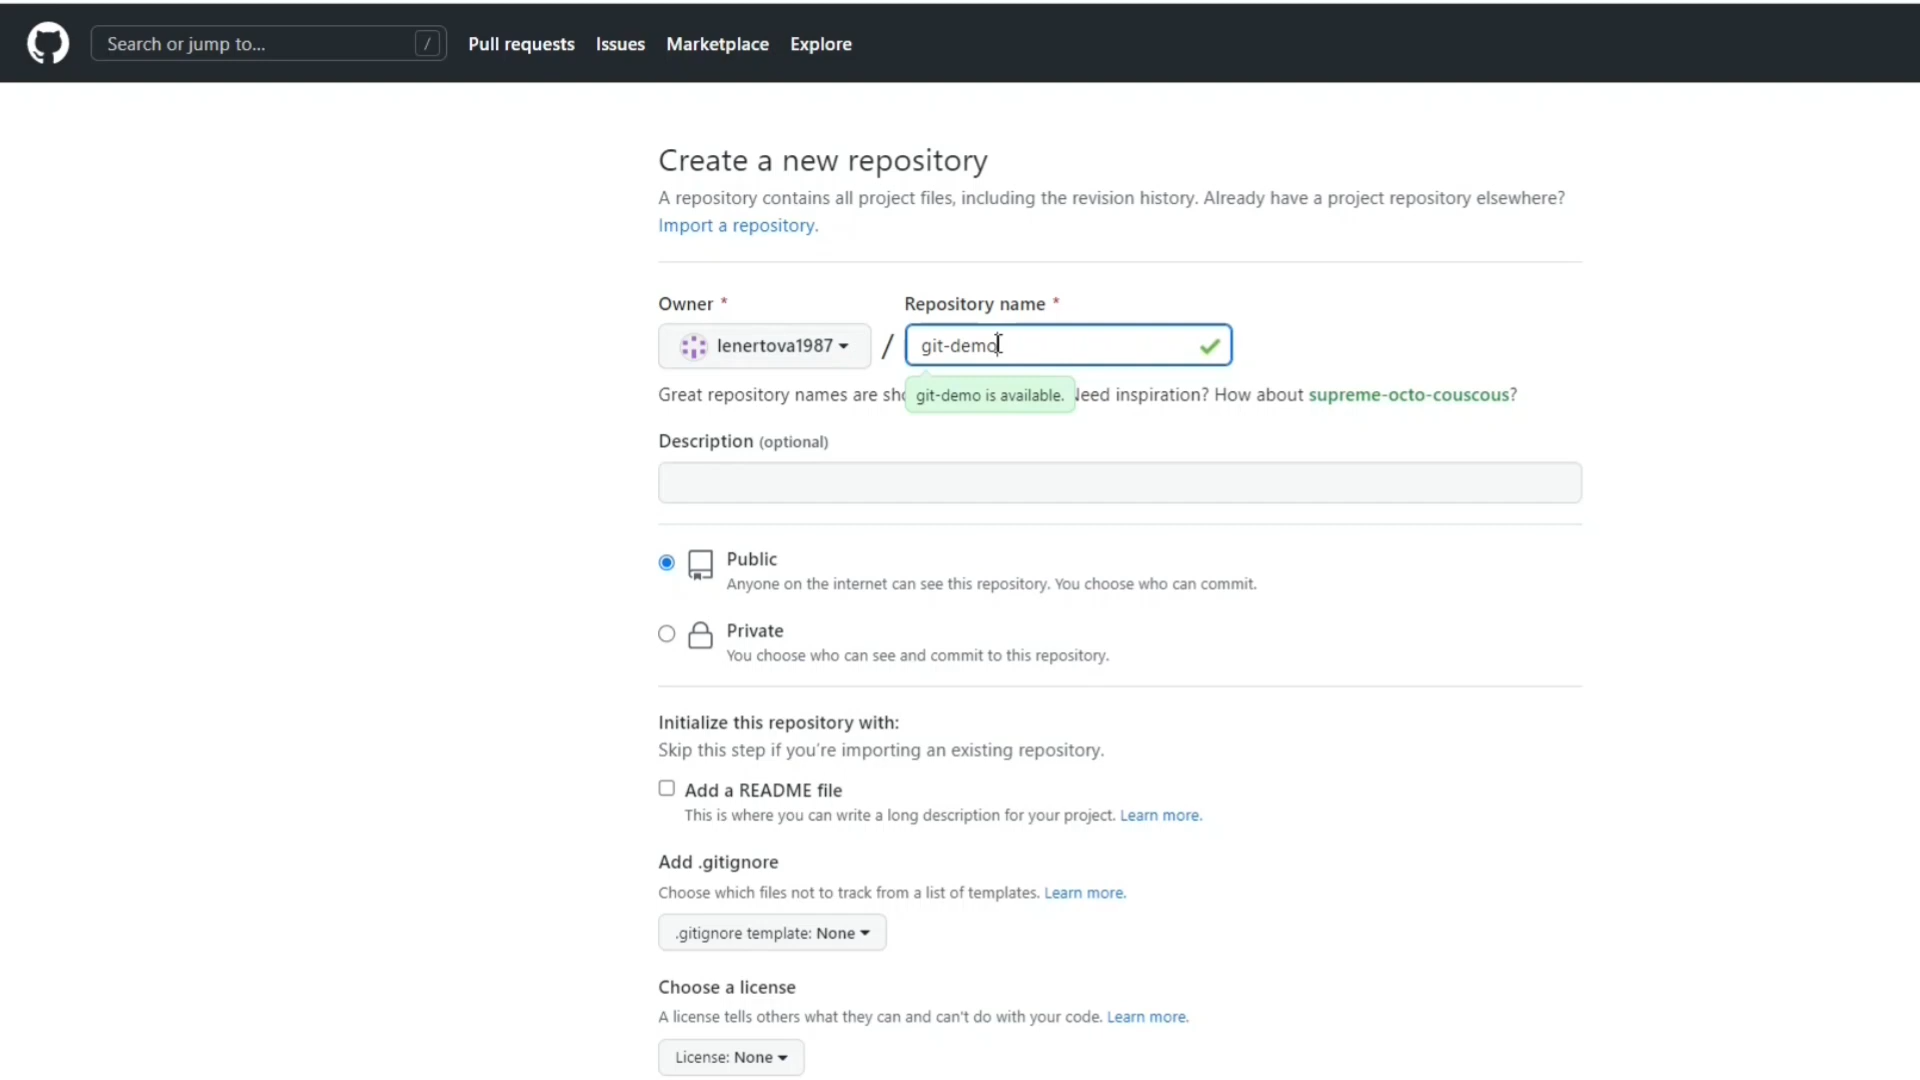 Search or jump to... /
Pull requests Issues Marketplace Explore
Create a new repository
A repository contains all project files, including the revision history. Already have a project repository elsewhere?
Import a repository.
Owner * Repository name *
lenertova1987 / git-demo
Great repository names are git-demo is available. Need inspiration? How about supreme-octo-couscous?
Description (optional)
Public
Anyone on the internet can see this repository. You choose who can commit.
Private
You choose who can see and commit to this repository.
Initialize this repository with:
Skip this step if you're importing an existing repository.
Add a README file
This is where you can write a long description for your project. Learn more.
Add .gitignore
Choose which files not to track from a list of templates. Learn more.
.gitignore template: None
Choose a license
A license tells others what they can and can't do with your code. Learn more.
License: None